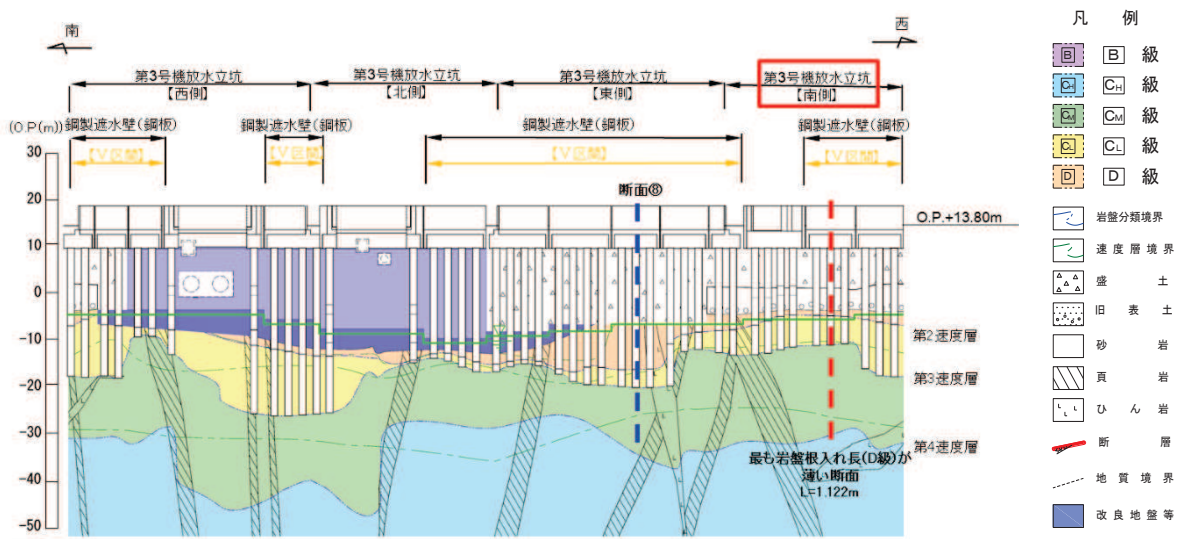 南
西
第3号機放水立坑
【西側】
第3号機放水立坑
【北側】
第3号機放水立坑
【東側】
第3号機放水立坑
【南側】
(O.P(m))
鋼製遮水壁(鋼板)
鋼製遮水壁(鋼板)
鋼製遮水壁(鋼板)
鋼製遮水壁(鋼板)
【Ⅴ区間】
【Ⅴ区間】
【Ⅴ区間】
【Ⅴ区間】
30
20
10
0
-10
-20
-30
-40
-50
断面⑧
O.P.+13.80m
第2速度層
第3速度層
第4速度層
最も岩盤根入れ長(D級)が
薄い断面
L=1.122m
凡 例
B B 級
CH CH 級
CM CM 級
CL CL 級
D D 級
岩盤分類境界
速度層境界
盛 土
旧 表 土
砂 岩
頁 岩
ひ ん 岩
断 層
地 質 境 界
改良地盤等